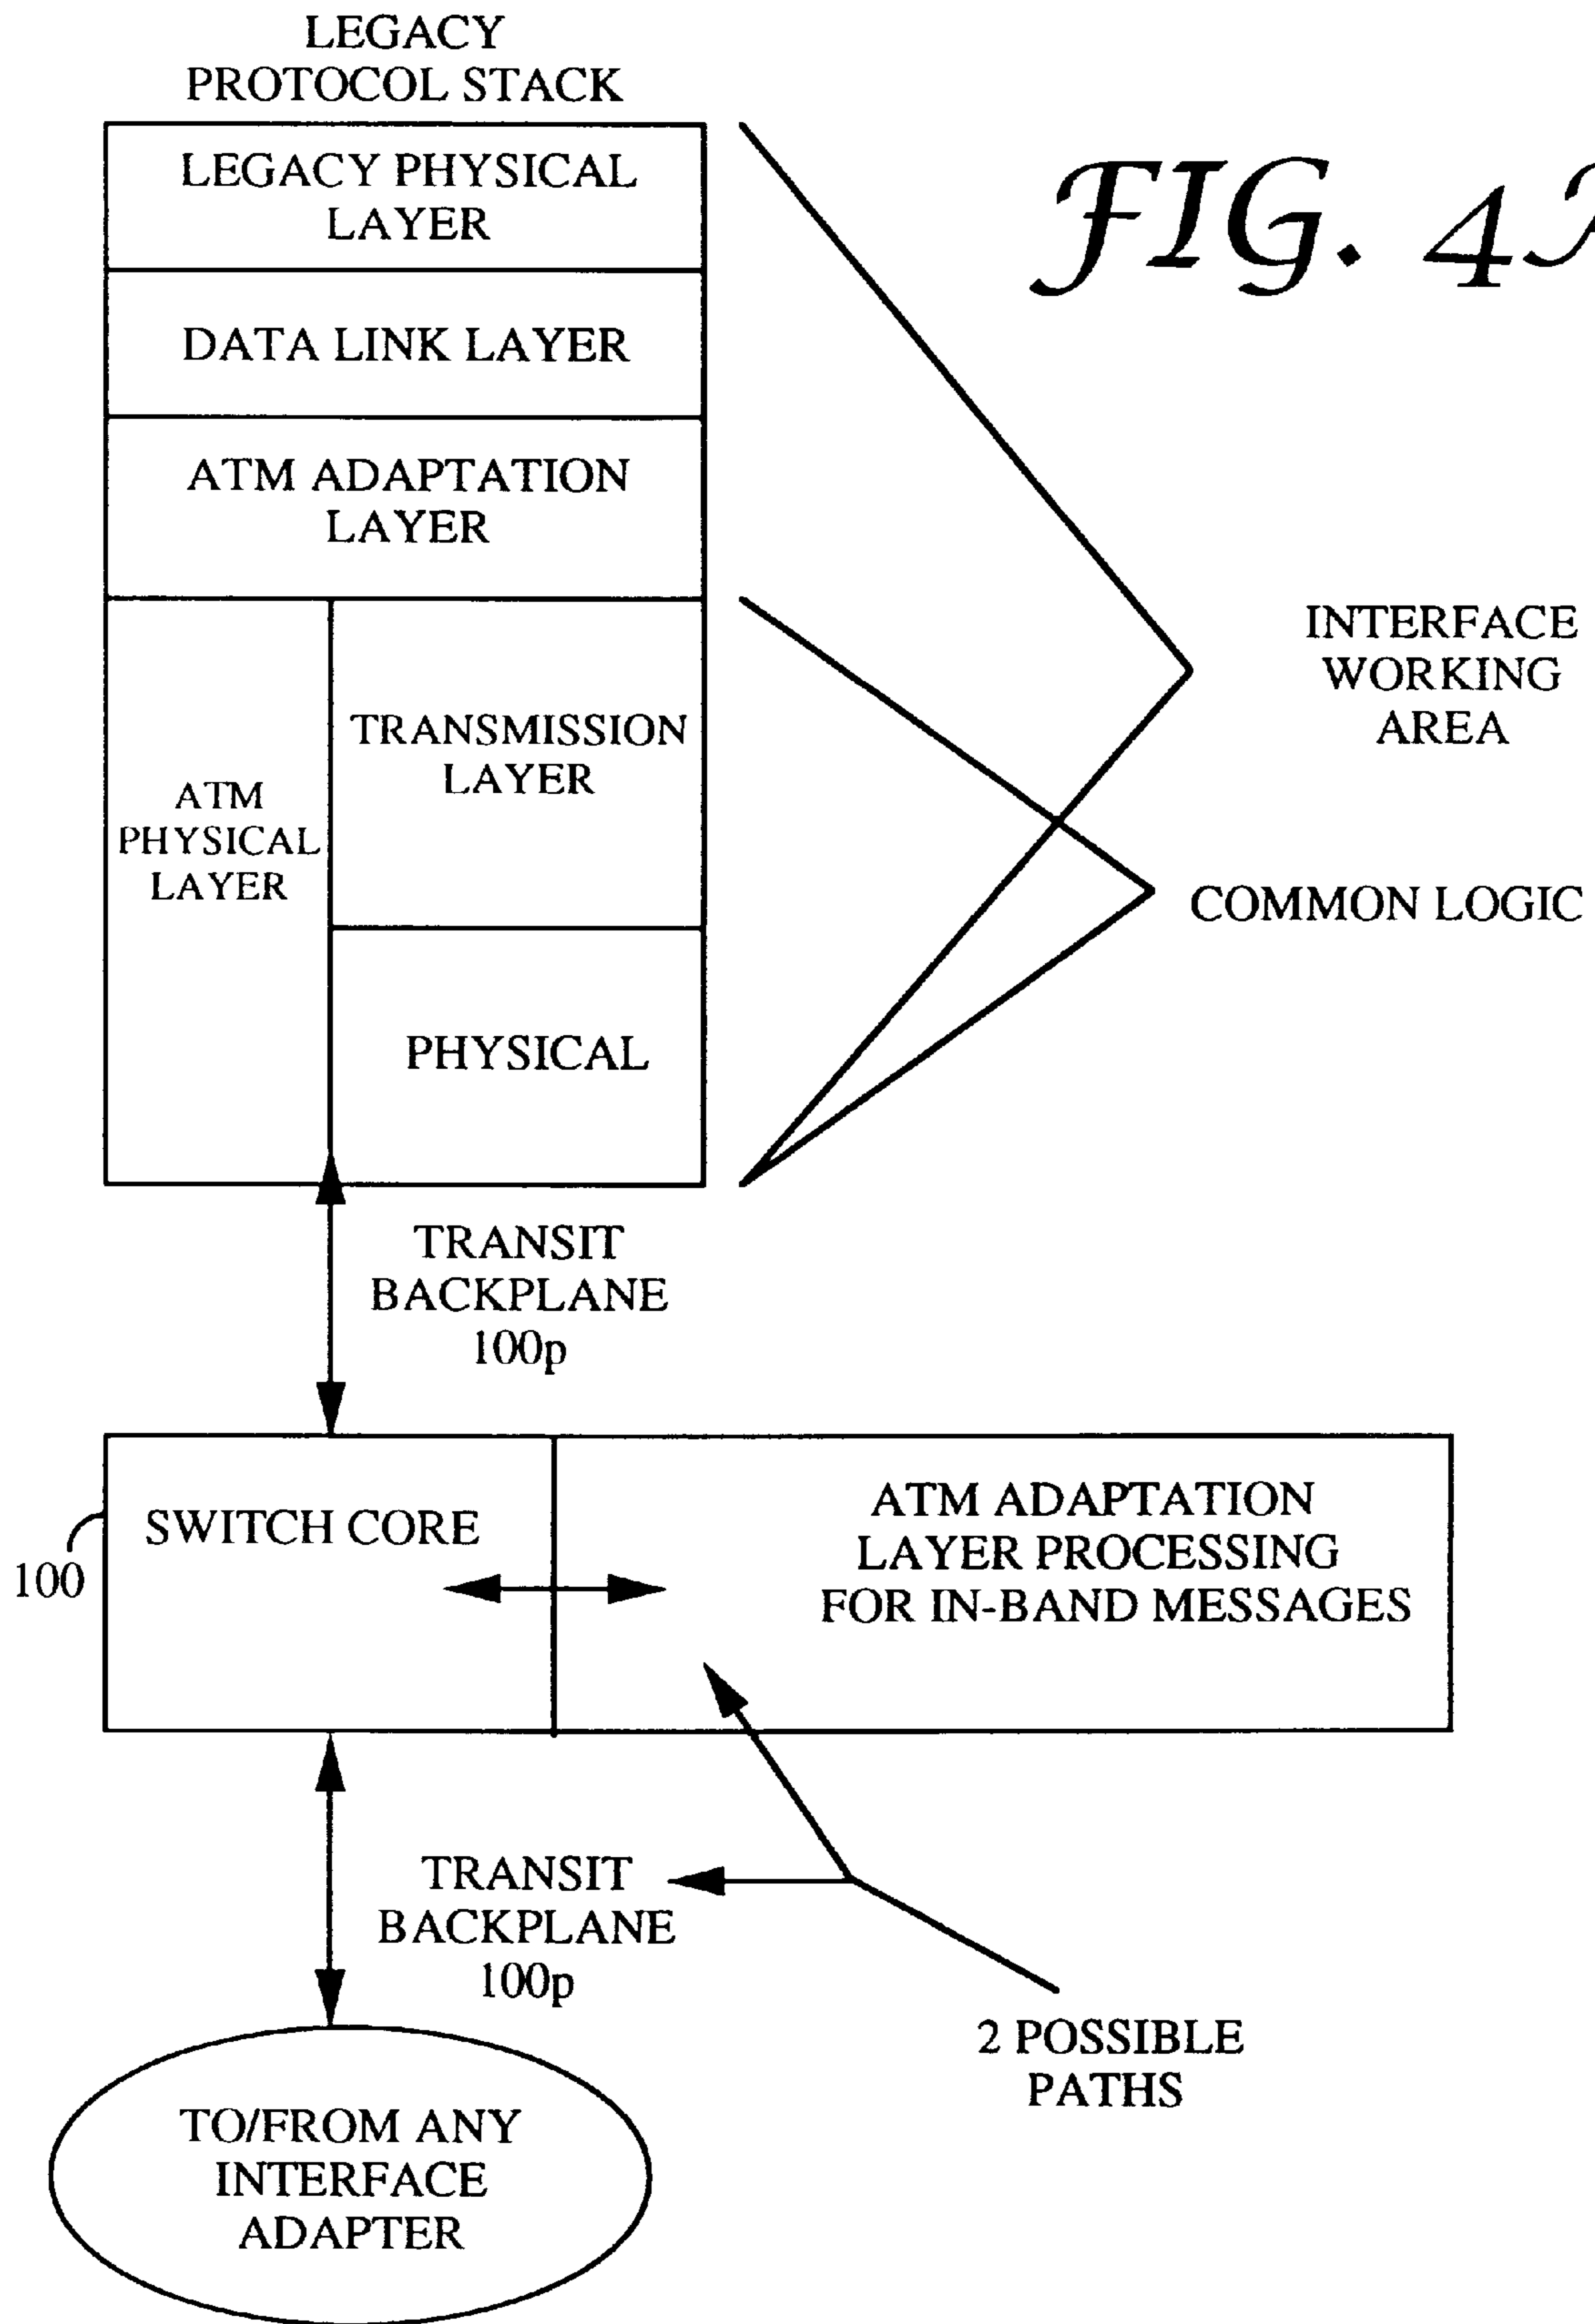 LEGACY
PROTOCOL STACK
LEGACY PHYSICAL
LAYER
FIG. 4
DATA LINK LAYER
ATM ADAPTATION
LAYER
INTERFACE
WORKING
AREA
TRANSMISSION
LAYER
ATM
PHYSICAL
LAYER
COMMON LOGIC
PHYSICAL
TRANSIT
BACKPLANE
100p
SWITCH CORE
100
ATM ADAPTATION
LAYER PROCESSING
FOR IN-BAND MESSAGES
TRANSIT
BACKPLANE
100p
2 POSSIBLE
PATHS
TO/FROM ANY
INTERFACE
ADAPTER